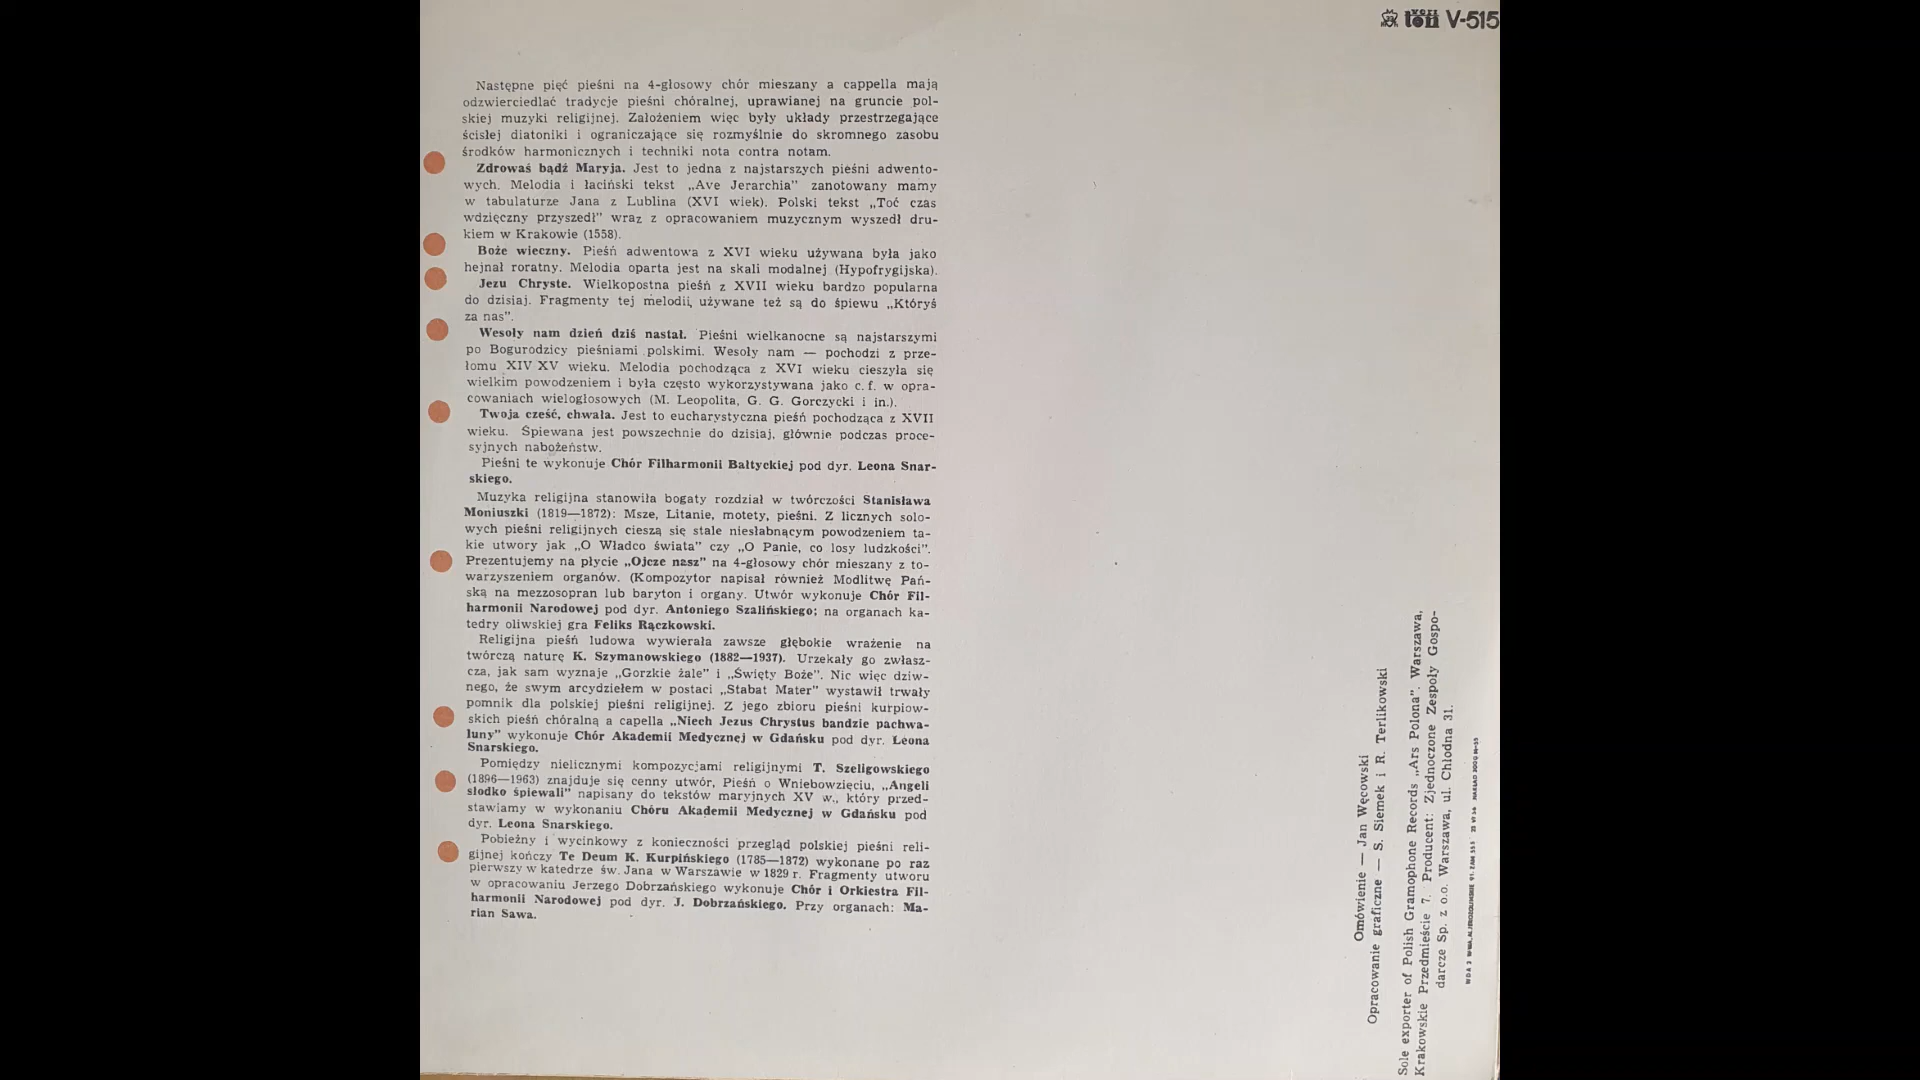 veri
ton V-515
Następne pięć pieśni na 4-głosowy chór mieszany a cappella mają
odzwierciedlać tradycje pieśni chóralnej, uprawianej na gruncie pol-
skiej muzyki religijnej. Założeniem więc były układy przestrzegające
ścisłej diatoniki i ograniczające się rozmyślnie do skromnego zasobu
środków harmonicznych i techniki nota contra notam.
Zdrowaś bądź Maryja. Jest to jedna z najstarszych pieśni adwento-
wych. Melodia i łaciński tekst „Ave Jerarchia” zanotowany mamy
w tabulaturze Jana z Lublina (XVI wiek). Polski tekst „Toć czas
wdzięczny przyszedł” wraz z opracowaniem muzycznym wyszedł dru-
kiem w Krakowie (1558).
Boże wieczny. Pieśń adwentowa z XVI wieku używana była jako
hejnał roratny. Melodia oparta jest na skali modalnej (Hypofrygijska).
Jezu Chryste. Wielkopostna pieśń z XVII wieku bardzo popularna
do dzisiaj. Fragmenty tej melodii, używane też są do śpiewu „Któryś
za nas”.
Wesoły nam dzień dziś nastał. Pieśni wielkanocne są najstarszymi
po Bogurodzicy pieśniami polskimi. Wesoły nam — pochodzi z prze-
łomu XIV XV wieku. Melodia pochodząca z XVI wieku cieszyła się
wielkim powodzeniem i była często wykorzystywana jako c. f. w opra-
cowaniach wielogłosowych (M. Leopolita, G. G. Gorczycki i in.).
Twoja cześć, chwała. Jest to eucharystyczna pieśń pochodząca z XVII
wieku. Śpiewana jest powszechnie do dzisiaj, głównie podczas proce-
syjnych nabożeństw.
Pieśni te wykonuje Chór Filharmonii Bałtyckiej pod dyr. Leona Snar-
skiego.
Muzyka religijna stanowiła bogaty rozdział w twórczości Stanisława
Moniuszki (1819—1872): Msze, Litanie, motety, pieśni. Z licznych solo-
wych pieśni religijnych cieszą się stale niesłabnącym powodzeniem ta-
kie utwory jak „O Władco świata” czy „O Panie, co losy ludzkości”.
Prezentujemy na płycie „Ojcze nasz” na 4-głosowy chór mieszany z to-
warzyszeniem organów. (Kompozytor napisał również Modlitwę Pań-
ską na mezzosopran lub baryton i organy. Utwór wykonuje Chór Fil-
harmonii Narodowej pod dyr. Antoniego Szalińskiego; na organach ka-
tedry oliwskiej gra Feliks Rączkowski.
Religijna pieśń ludowa wywierała zawsze głębokie wrażenie na
twórczą naturę K. Szymanowskiego (1882—1937). Urzekały go zwłasz-
cza, jak sam wyznaje „Gorzkie żale” i „Święty Boże”. Nic więc dziw-
nego, że swym arcydziełem w postaci „Stabat Mater” wystawił trwały
pomnik dla polskiej pieśni religijnej. Z jego zbioru pieśni kurpiow-
skich pieśń chóralną a capella „Niech Jezus Chrystus bandzie pachwa-
luny” wykonuje Chór Akademii Medycznej w Gdańsku pod dyr. Leona
Snarskiego.
Pomiędzy nielicznymi kompozycjami religijnymi T. Szeligowskiego
(1896—1963) znajduje się cenny utwór, Pieśń o Wniebowzięciu, „Angeli
słodko śpiewali” napisany do tekstów maryjnych XV w., który przed-
stawiamy w wykonaniu Chóru Akademii Medycznej w Gdańsku pod
dyr. Leona Snarskiego.
Pobieżny i wycinkowy z konieczności przegląd polskiej pieśni reli-
gijnej kończy Te Deum K. Kurpińskiego (1785—1872) wykonane po raz
pierwszy w katedrze św. Jana w Warszawie w 1829 r. Fragmenty utworu
w opracowaniu Jerzego Dobrzańskiego wykonuje Chór i Orkiestra Fil-
harmonii Narodowej pod dyr. J. Dobrzańskiego. Przy organach: Ma-
rian Sawa.
Omówienie — Jan Węcowski
Opracowanie graficzne — S. Siemek i R. Terlikowski
Sole exporter of Polish Gramophone Records „Ars Polona”. Warszawa,
Krakowskie Przedmieście 7. Producent: Zjednoczone Zespoły Gospo-
darcze Sp. z o.o. Warszawa, ul. Chłodna 31.